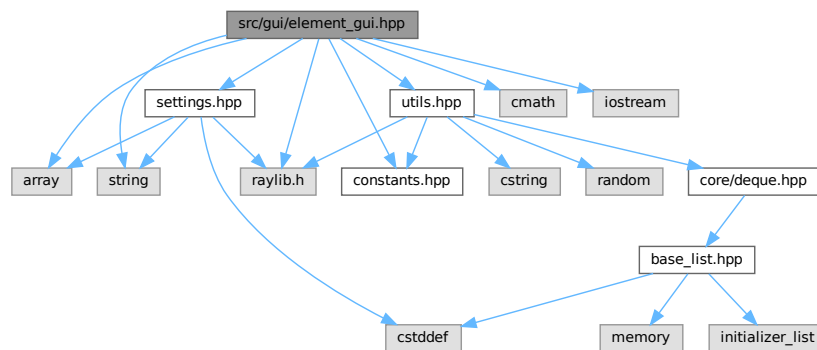 src/gui/element_gui.hpp
settings.hpp
utils.hpp
cmath
iostream
array
string
raylib.h
constants.hpp
cstring
random
core/deque.hpp
base_list.hpp
cstddef
memory
initializer_list